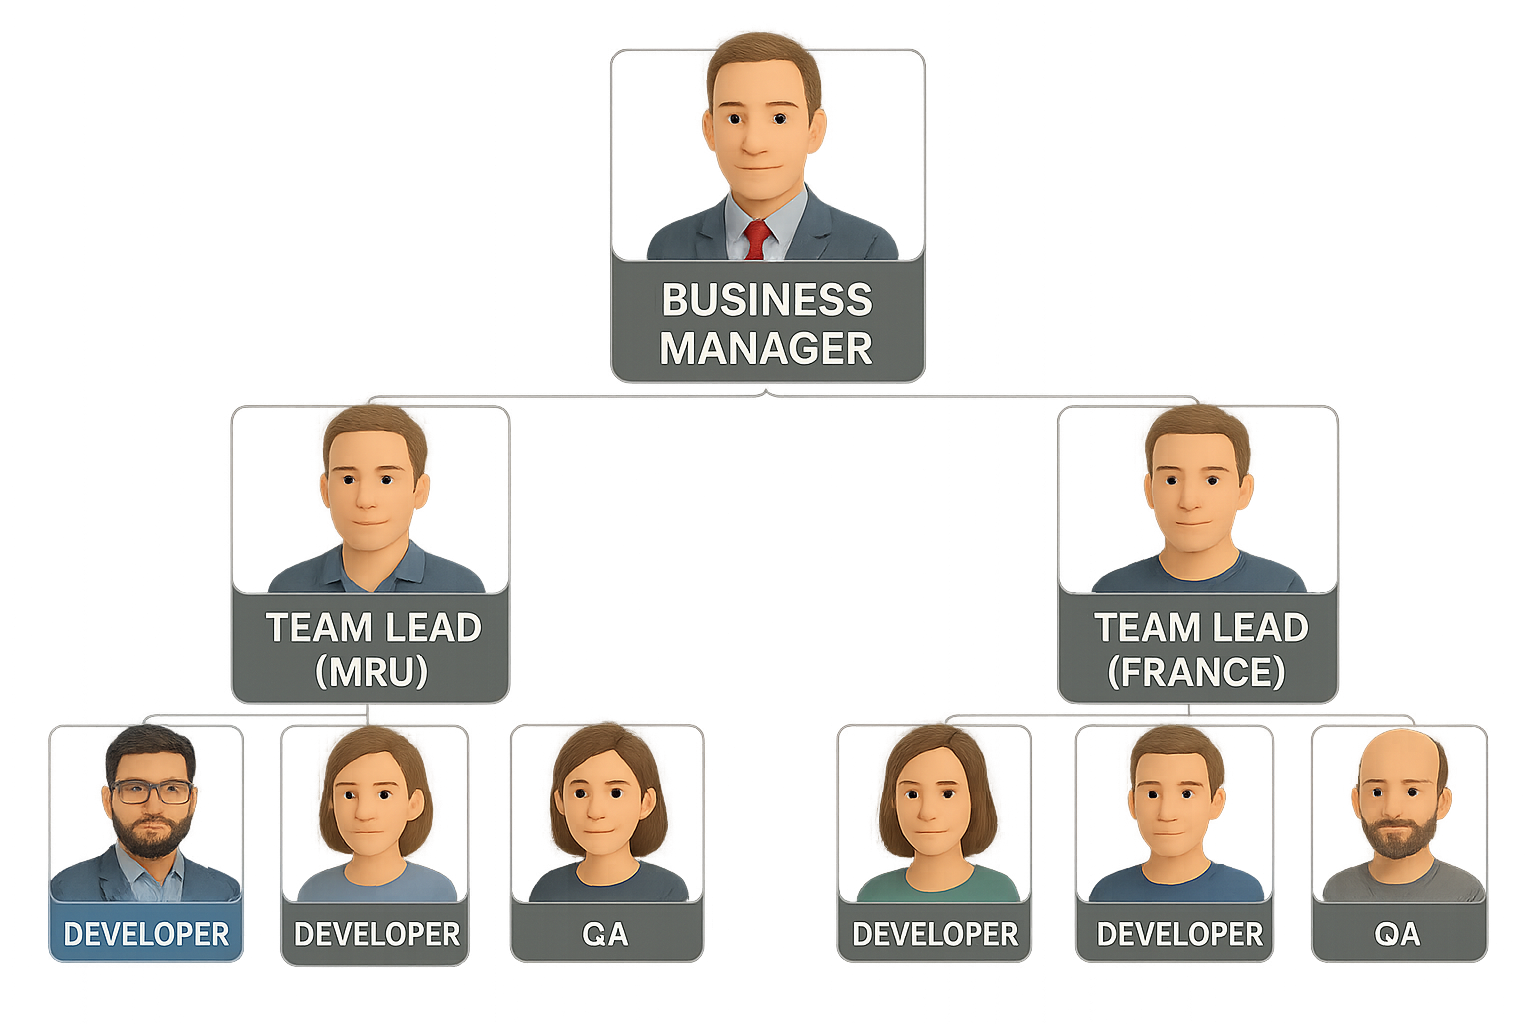 BUSINESS
MANAGER
TEAM LEAD
(MRU)
TEAM LEAD
(FRANCE)
DEVELOPER
DEVELOPER
QA
DEVELOPER
DEVELOPER
QA